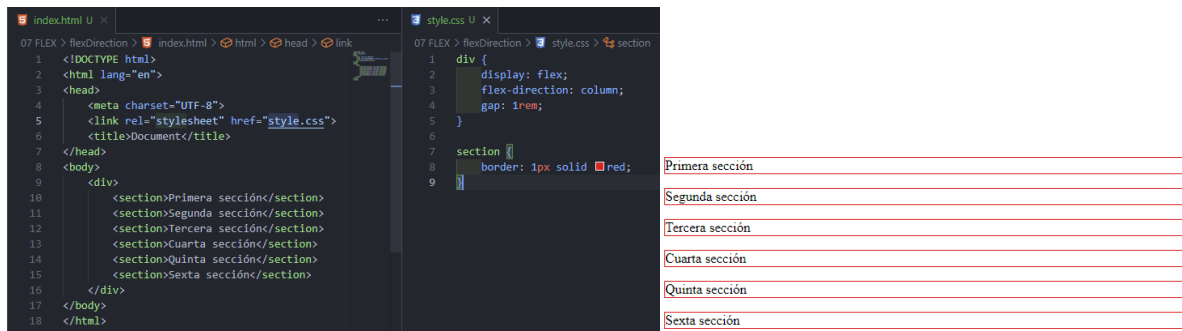 index.html U ×
07 FLEX > flexDirection > index.html > html > head > link
1 <!DOCTYPE html>
2 <html lang="en">
3 <head>
4     <meta charset="UTF-8">
5     <link rel="stylesheet" href="style.css">
6     <title>Document</title>
7 </head>
8 <body>
9     <div>
10         <section>Primera sección</section>
11         <section>Segunda sección</section>
12         <section>Tercera sección</section>
13         <section>Cuarta sección</section>
14         <section>Quinta sección</section>
15         <section>Sexta sección</section>
16     </div>
17 </body>
18 </html>
style.css U ×
07 FLEX > flexDirection > style.css > section
1 div {
2     display: flex;
3     flex-direction: column;
4     gap: 1rem;
5 }
6
7 section {
8     border: 1px solid red;
9 }
Primera sección
Segunda sección
Tercera sección
Cuarta sección
Quinta sección
Sexta sección